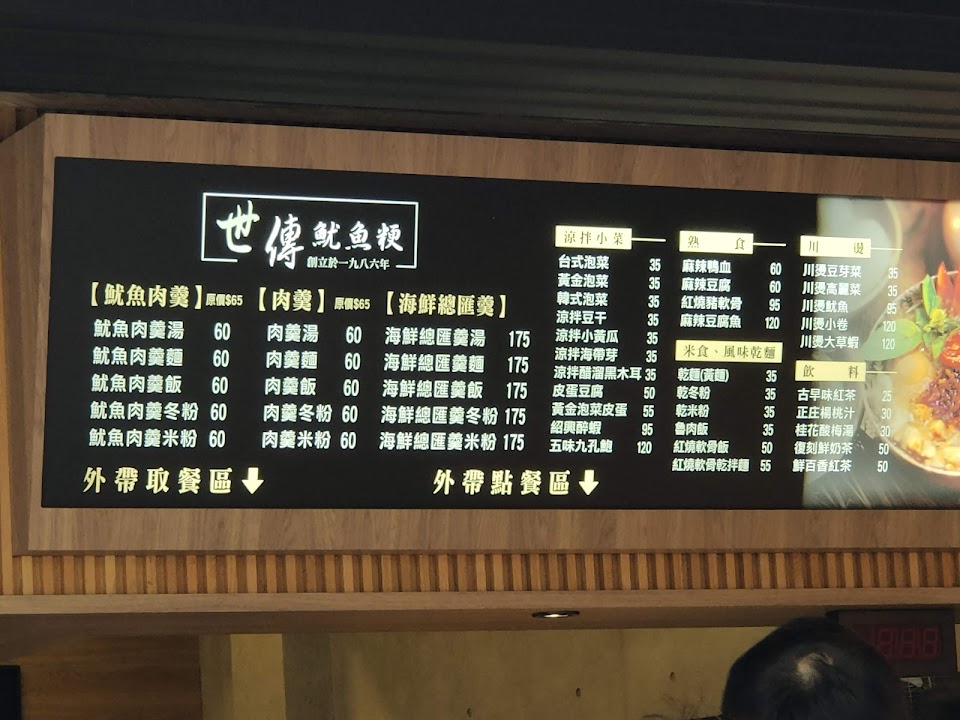 世傳魷魚粳
創立於一九八六年
【魷魚肉羹】原價$65
魷魚肉羹湯 60
魷魚肉羹麵 60
魷魚肉羹飯 60
魷魚肉羹冬粉 60
魷魚肉羹米粉 60
【肉羹】原價$65
肉羹湯 60
肉羹麵 60
肉羹飯 60
肉羹冬粉 60
肉羹米粉 60
【海鮮總匯羹】
海鮮總匯羹湯 175
海鮮總匯羹麵 175
海鮮總匯羹飯 175
海鮮總匯羹冬粉 175
海鮮總匯羹米粉 175
外帶取餐區
外帶點餐區
涼拌小菜
台式泡菜 35
黃金泡菜 35
韓式泡菜 35
涼拌豆干 35
涼拌小黃瓜 35
涼拌海帶芽 35
涼拌醋溜黑木耳 35
皮蛋豆腐 50
黃金泡菜皮蛋 55
紹興醉蝦 95
五味九孔鮑 120
熟食
麻辣鴨血 60
麻辣豆腐 60
紅燒豬軟骨 95
麻辣豆腐魚 120
米食、風味乾麵
乾麵(黃麵) 35
乾冬粉 35
乾米粉 35
魯肉飯 35
紅燒軟骨飯 50
紅燒軟骨乾拌麵 55
川燙
川燙豆芽菜 35
川燙高麗菜 35
川燙魷魚 95
川燙小卷 120
川燙大草蝦 120
飲料
古早味紅茶 25
正庄楊桃汁 30
桂花酸梅湯 30
復刻鮮奶茶 50
鮮百香紅茶 50